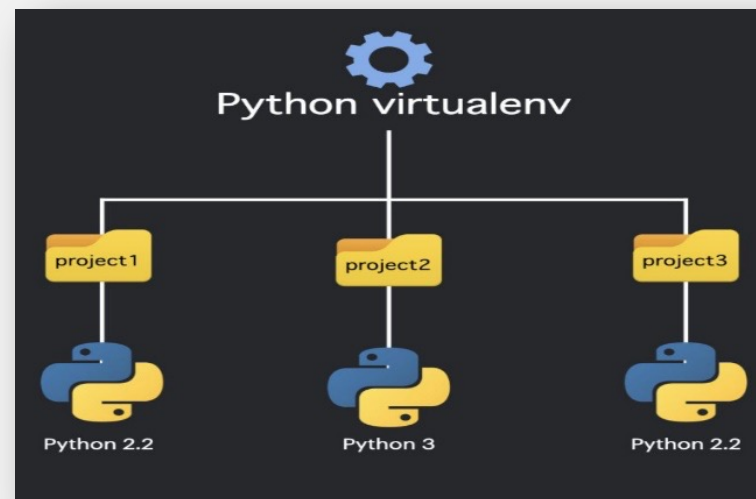 Python virtualenv
project1
project2
project3
Python 2.2
Python 3
Python 2.2